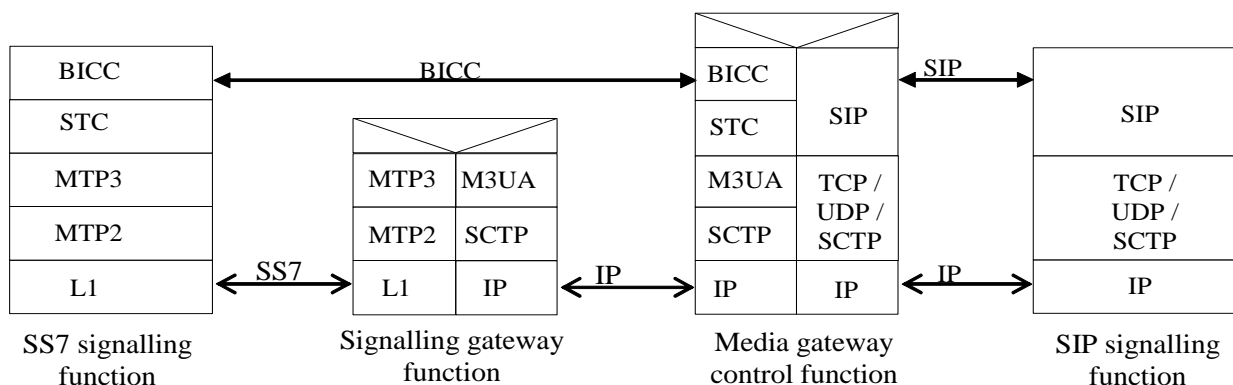 BICC
STC
MTP3
MTP2
L1
SS7 signalling
function
BICC
SS7
MTP3
M3UA
MTP2
SCTP
L1
IP
Signalling gateway
function
IP
BICC
STC
M3UA
SCTP
IP
SIP
TCP /
UDP /
SCTP
IP
Media gateway
control function
SIP
IP
SIP
TCP /
UDP /
SCTP
IP
SIP signalling
function